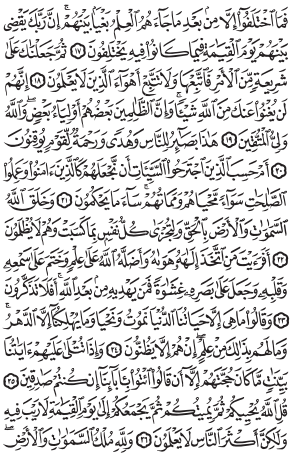 فَمَا ٱخۡتَلَفُوٓاْ إِلَّا مِنۢ بَعۡدِ مَا جَآءَهُمُ ٱلۡعِلۡمُ بَغۡيَۢا بَيۡنَهُمۡۚ إِنَّ رَبَّكَ يَقۡضِي
بَيۡنَهُمۡ يَوۡمَ ٱلۡقِيَٰمَةِ فِيمَا كَانُواْ فِيهِ يَخۡتَلِفُونَ ١٧ ثُمَّ جَعَلۡنَٰكَ عَلَىٰ
شَرِيعَةٖ مِّنَ ٱلۡأَمۡرِ فَٱتَّبِعۡهَا وَلَا تَتَّبِعۡ أَهۡوَآءَ ٱلَّذِينَ لَا يَعۡلَمُونَ ١٨ إِنَّهُمۡ
لَن يُغۡنُواْ عَنكَ مِنَ ٱللَّهِ شَيۡـٔٗاۚ وَإِنَّ ٱلظَّٰلِمِينَ بَعۡضُهُمۡ أَوۡلِيَآءُ بَعۡضٖۖ وَٱللَّهُ
وَلِيُّ ٱلۡمُتَّقِينَ ١٩ هَٰذَا بَصَٰٓئِرُ لِلنَّاسِ وَهُدٗى وَرَحۡمَةٞ لِّقَوۡمٖ يُوقِنُونَ
٢٠ أَمۡ حَسِبَ ٱلَّذِينَ ٱجۡتَرَحُواْ ٱلسَّيِّـَٔاتِ أَن نَّجۡعَلَهُمۡ كَٱلَّذِينَ ءَامَنُواْ وَعَمِلُواْ
ٱلصَّٰلِحَٰتِ سَوَآءٗ مَّحۡيَاهُمۡ وَمَمَاتُهُمۡۚ سَآءَ مَا يَحۡكُمُونَ ٢١ وَخَلَقَ ٱللَّهُ
ٱلسَّمَٰوَٰتِ وَٱلۡأَرۡضَ بِٱلۡحَقِّ وَلِتُجۡزَىٰ كُلُّ نَفۡسِۭ بِمَا كَسَبَتۡ وَهُمۡ لَا يُظۡلَمُونَ
٢٢ أَفَرَءَيۡتَ مَنِ ٱتَّخَذَ إِلَٰهَهُۥ هَوَىٰهُ وَأَضَلَّهُ ٱللَّهُ عَلَىٰ عِلۡمٖ وَخَتَمَ عَلَىٰ سَمۡعِهِۦ
وَقَلۡبِهِۦ وَجَعَلَ عَلَىٰ بَصَرِهِۦ غِشَٰوَةٗ فَمَن يَهۡدِيهِ مِنۢ بَعۡدِ ٱللَّهِۚ أَفَلَا تَذَكَّرُونَ
٢٣ وَقَالُواْ مَا هِيَ إِلَّا حَيَاتُنَا ٱلدُّنۡيَا نَمُوتُ وَنَحۡيَا وَمَا يُهۡلِكُنَآ إِلَّا ٱلدَّهۡرُۚ
وَمَا لَهُم بِذَٰلِكَ مِنۡ عِلۡمٍۖ إِنۡ هُمۡ إِلَّا يَظُنُّونَ ٢٤ وَإِذَا تُتۡلَىٰ عَلَيۡهِمۡ ءَايَٰتُنَا
بَيِّنَٰتٖ مَّا كَانَ حُجَّتَهُمۡ إِلَّآ أَن قَالُواْ ٱئۡتُواْ بِـَٔابَآئِنَآ إِن كُنتُمۡ صَٰدِقِينَ ٢٥
قُلِ ٱللَّهُ يُحۡيِيكُمۡ ثُمَّ يُمِيتُكُمۡ ثُمَّ يَجۡمَعُكُمۡ إِلَىٰ يَوۡمِ ٱلۡقِيَٰمَةِ لَا رَيۡبَ فِيهِ
وَلَٰكِنَّ أَكۡثَرَ ٱلنَّاسِ لَا يَعۡلَمُونَ ٢٦ وَلِلَّهِ مُلۡكُ ٱلسَّمَٰوَٰتِ وَٱلۡأَرۡضِۚ